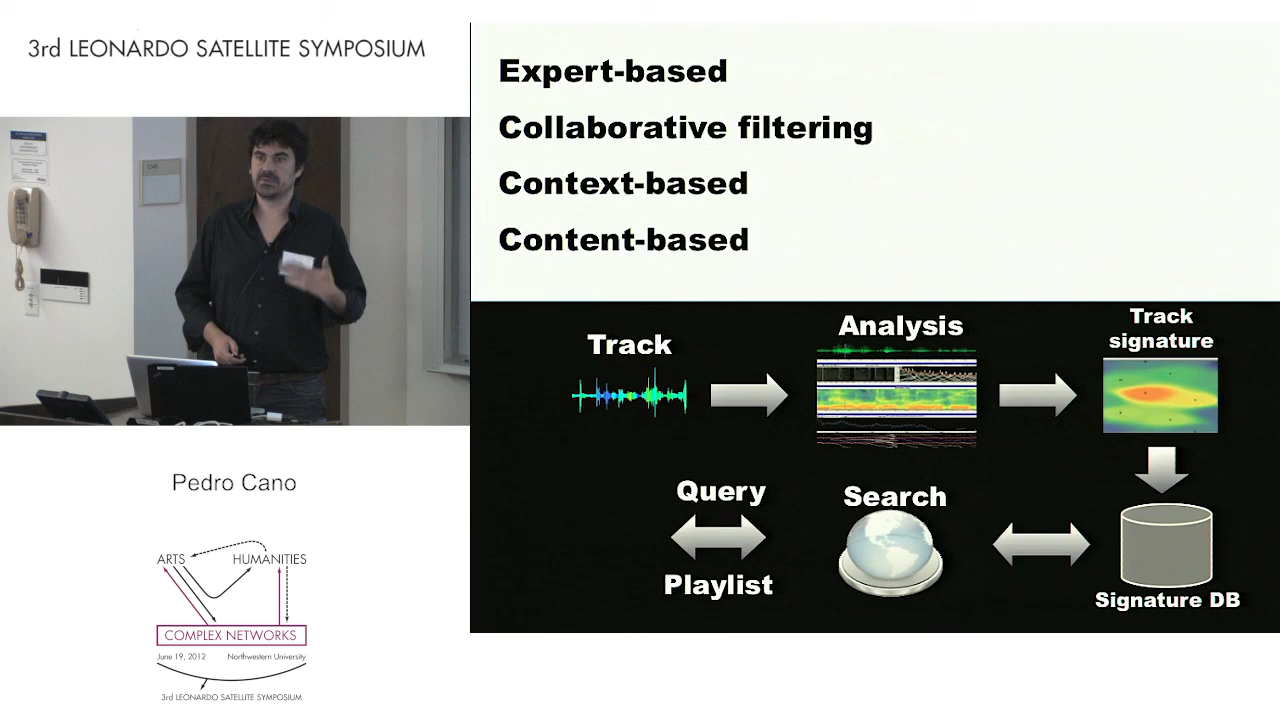 3rd LEONARDO SATELLITE SYMPOSIUM
Expert-based
Collaborative filtering
Context-based
Content-based
Track
Analysis
Track
signature
Query
Search
Playlist
Signature DB
Pedro Cano
ARTS
HUMANITIES
COMPLEX NETWORKS
June 19, 2012
Northwestern University
3rd LEONARDO SATELLITE SYMPOSIUM